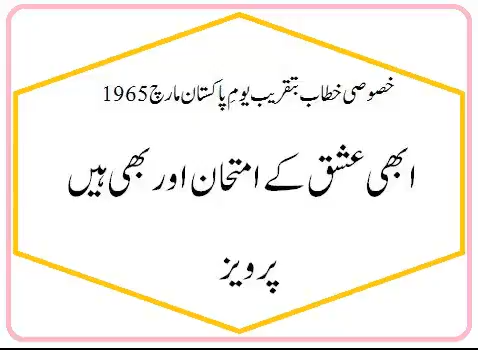 خصوصی خطاب بتقریب یومِ پاکستان مارچ 1965
ابھی عشق کے امتحان اور بھی ہیں
پرویز